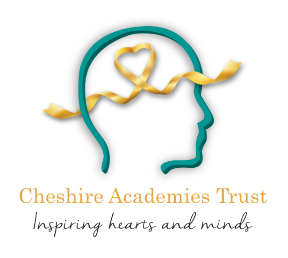 Cheshire Academies Trust
Inspiring hearts and minds